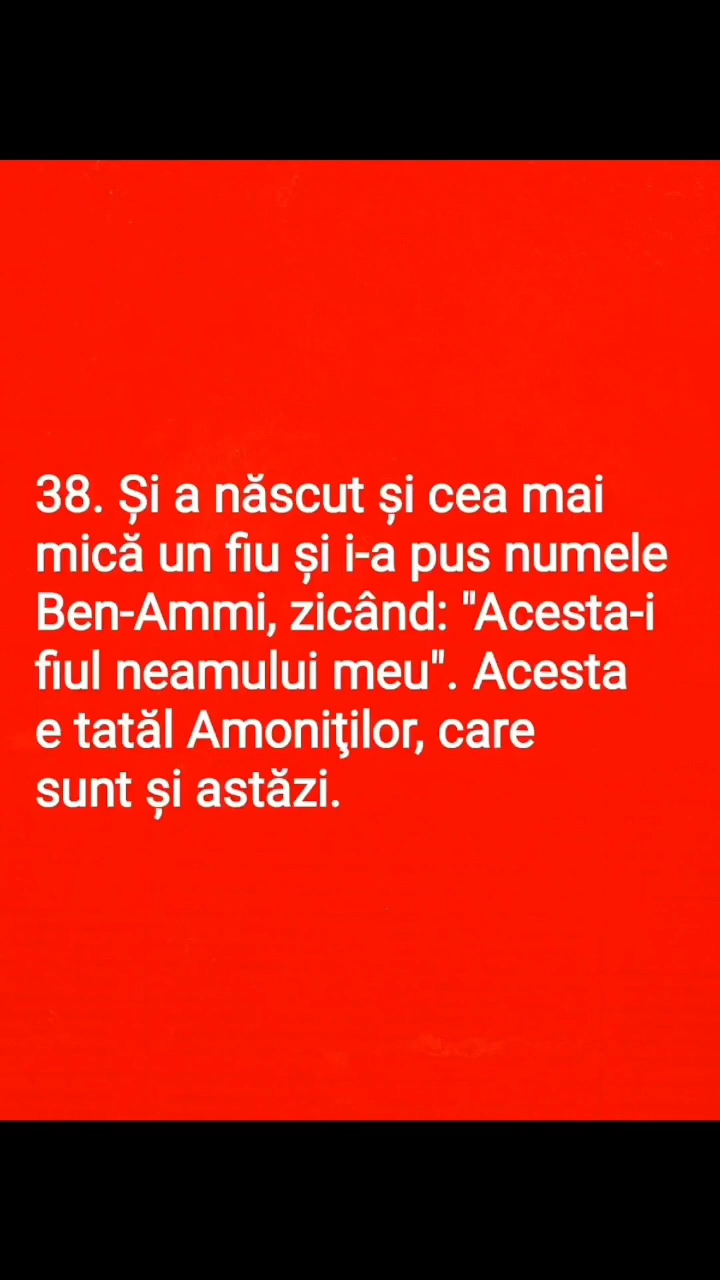 38. Și a născut și cea mai
mică un fiu și i-a pus numele
Ben-Ammi, zicând: "Acesta-i
fiul neamului meu". Acesta
e tatăl Amoniţilor, care
sunt și astăzi.